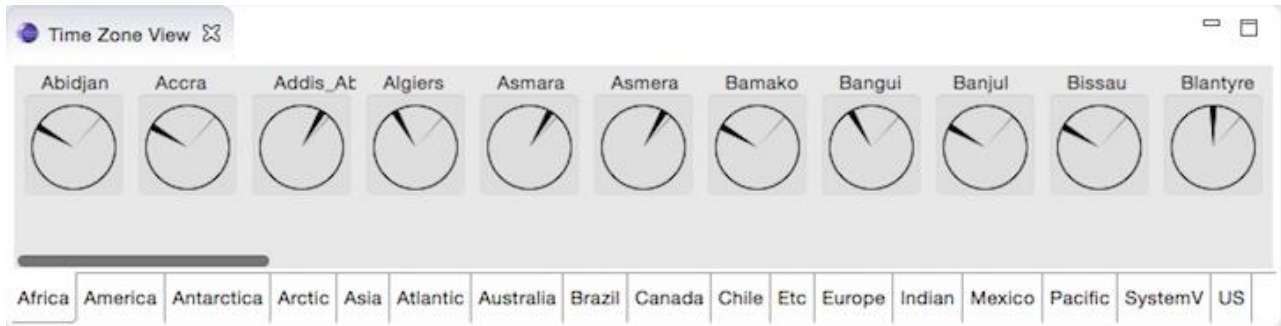 Time Zone View
Abidjan Accra Addis_Ab Algiers Asmara Asmera Bamako Bangui Banjul Bissau Blantyre
Africa America Antarctica Arctic Asia Atlantic Australia Brazil Canada Chile Etc Europe Indian Mexico Pacific SystemV US